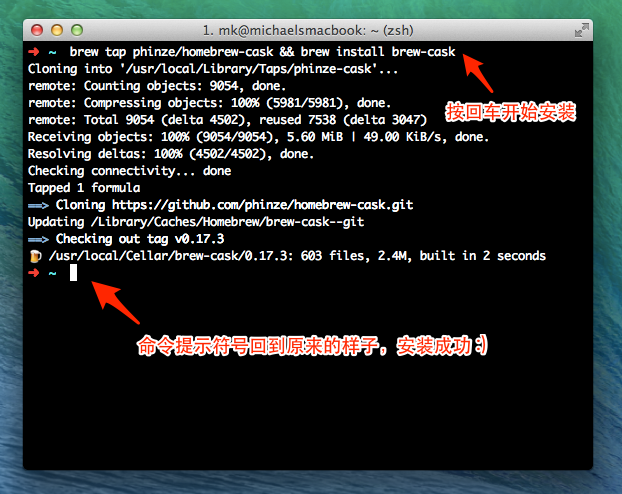 1. mk@michaelsmacbook: ~ (zsh)
➜ ~ brew tap phinze/homebrew-cask && brew install brew-cask
Cloning into '/usr/local/Library/Taps/phinze-cask'...
remote: Counting objects: 9054, done.
remote: Compressing objects: 100% (5981/5981), done.
remote: Total 9054 (delta 4502), reused 7538 (delta 3047)
按回车开始安装
Receiving objects: 100% (9054/9054), 5.60 MiB | 49.00 KiB/s, done.
Resolving deltas: 100% (4502/4502), done.
Checking connectivity... done
Tapped 1 formula
==> Cloning https://github.com/phinze/homebrew-cask.git
Updating /Library/Caches/Homebrew/brew-cask--git
==> Checking out tag v0.17.3
🍺 /usr/local/Cellar/brew-cask/0.17.3: 603 files, 2.4M, built in 2 seconds
➜ ~
命令提示符号回到原来的样子，安装成功 :)